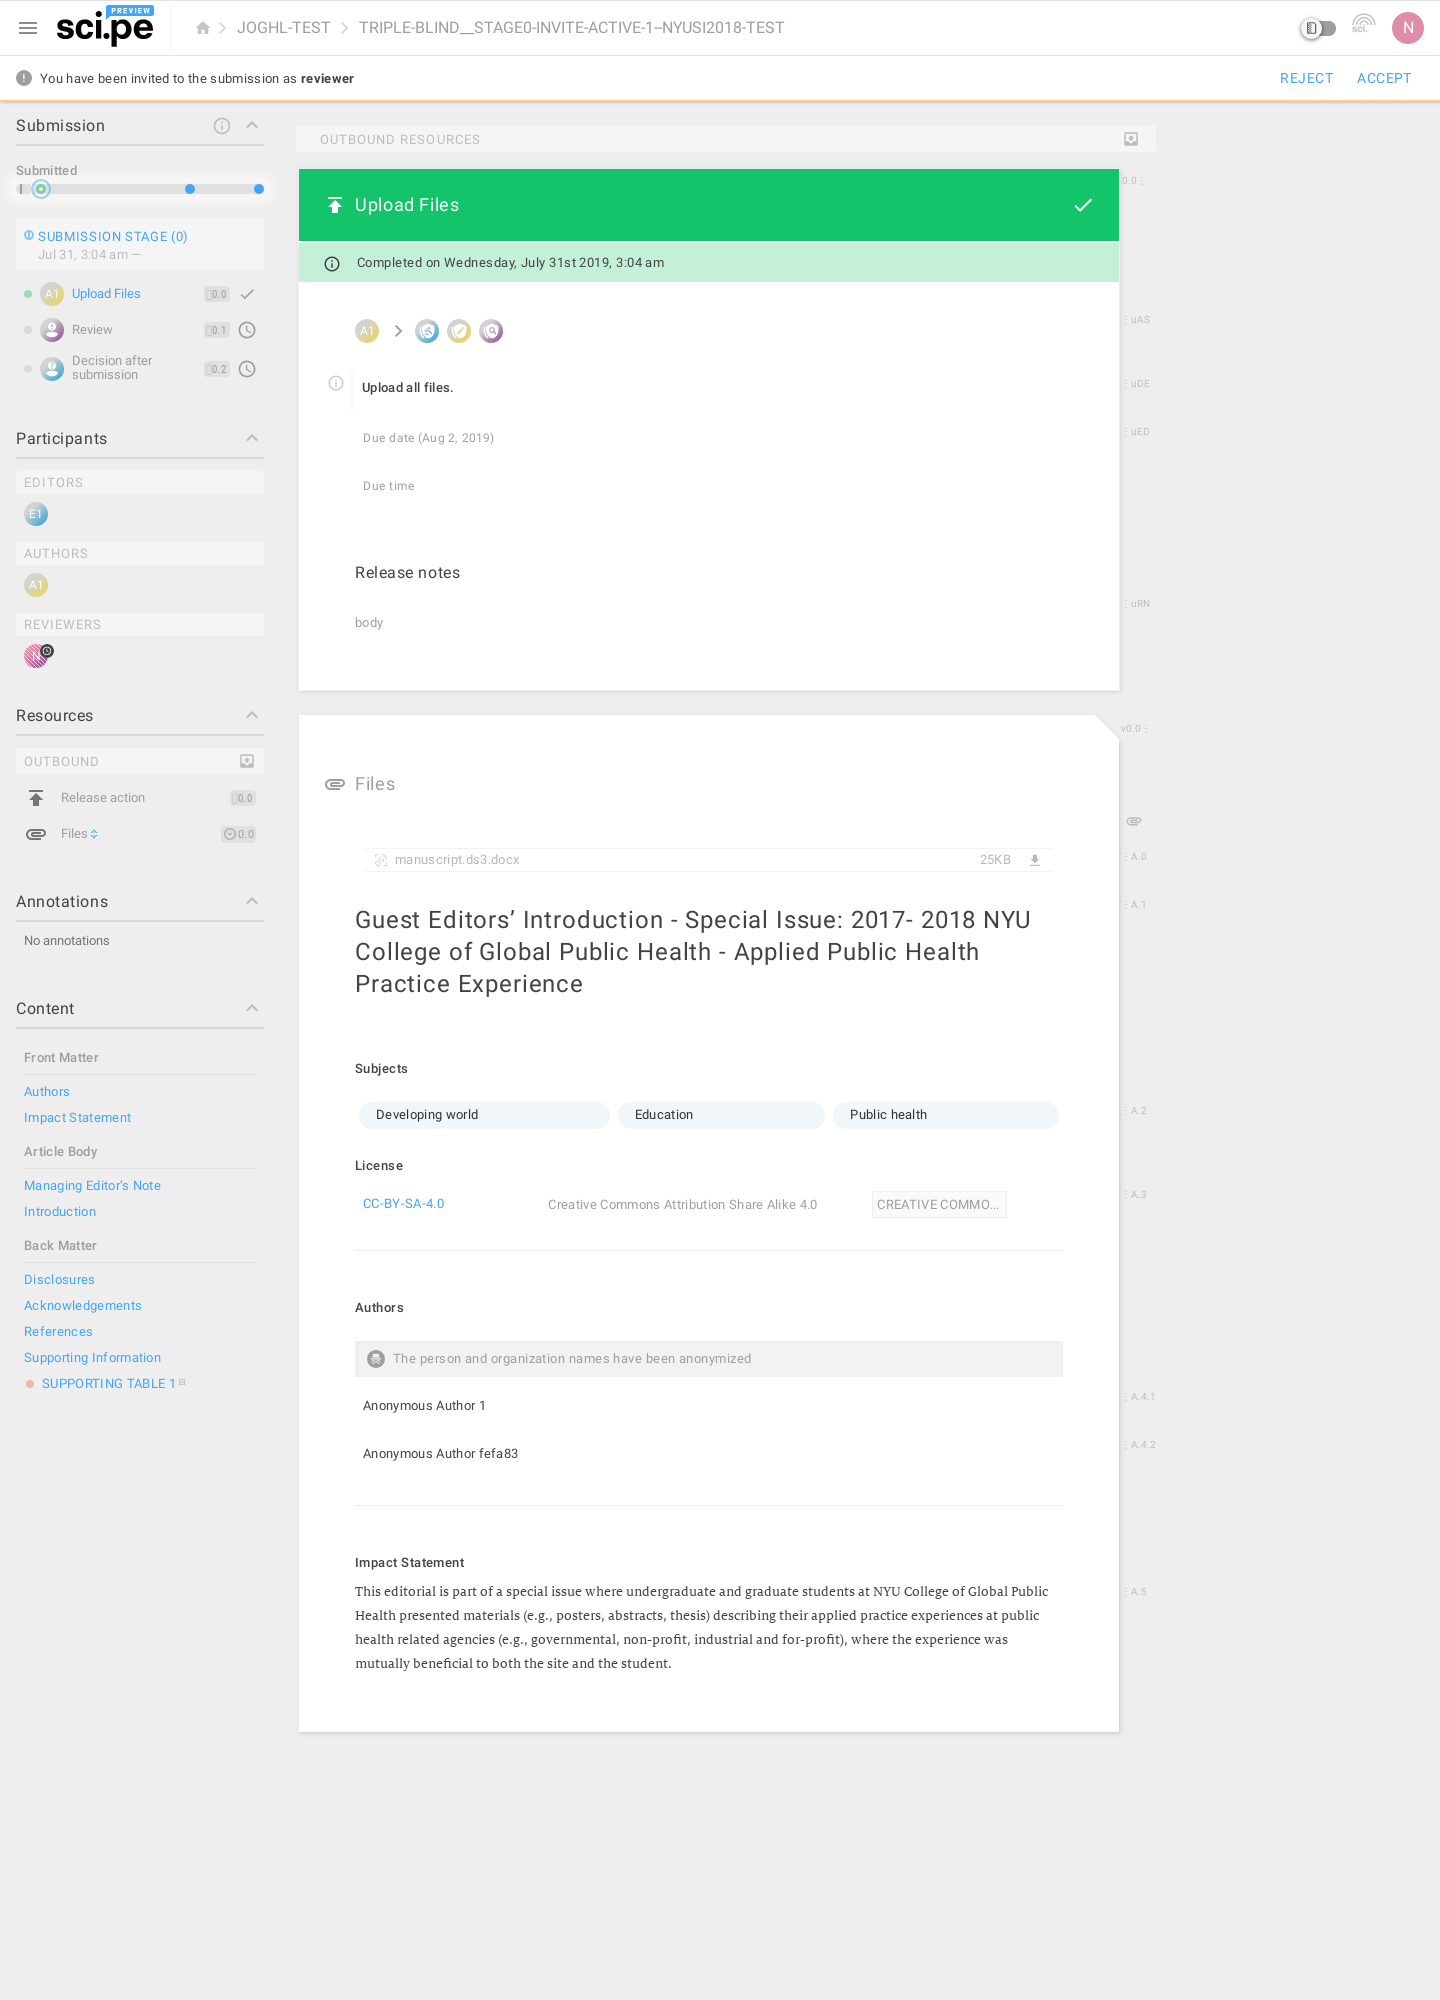 PREVIEW
sci.pe
JOGHL-TEST
TRIPLE-BLIND__STAGE0-INVITE-ACTIVE-1--NYUSI2018-TEST
sci.
N
You have been invited to the submission as reviewer
REJECT
ACCEPT
Submission
Submitted
SUBMISSION STAGE (0)
Jul 31, 3:04 am —
A1 Upload Files 0.0
Review 0.1
Decision after
submission
0.2
Participants
EDITORS
E1
AUTHORS
A1
REVIEWERS
N
Resources
OUTBOUND
Release action 0.0
Files 0.0
Annotations
No annotations
Content
Front Matter
Authors
Impact Statement
Article Body
Managing Editor’s Note
Introduction
Back Matter
Disclosures
Acknowledgements
References
Supporting Information
SUPPORTING TABLE 1
OUTBOUND RESOURCES
Upload Files
0.0
Completed on Wednesday, July 31st 2019, 3:04 am
A1
uAS
Upload all files.
uDE
Due date (Aug 2, 2019)
uED
Due time
Release notes
uRN
body
v0.0
Files
manuscript.ds3.docx
25KB
A.0
A.1
Guest Editors’ Introduction - Special Issue: 2017- 2018 NYU
College of Global Public Health - Applied Public Health
Practice Experience
Subjects
Developing world
Education
Public health
A.2
License
A.3
CC-BY-SA-4.0
Creative Commons Attribution Share Alike 4.0
CREATIVE COMMO...
Authors
The person and organization names have been anonymized
Anonymous Author 1
A.4.1
Anonymous Author fefa83
A.4.2
Impact Statement
A.5
This editorial is part of a special issue where undergraduate and graduate students at NYU College of Global Public
Health presented materials (e.g., posters, abstracts, thesis) describing their applied practice experiences at public
health related agencies (e.g., governmental, non-profit, industrial and for-profit), where the experience was
mutually beneficial to both the site and the student.